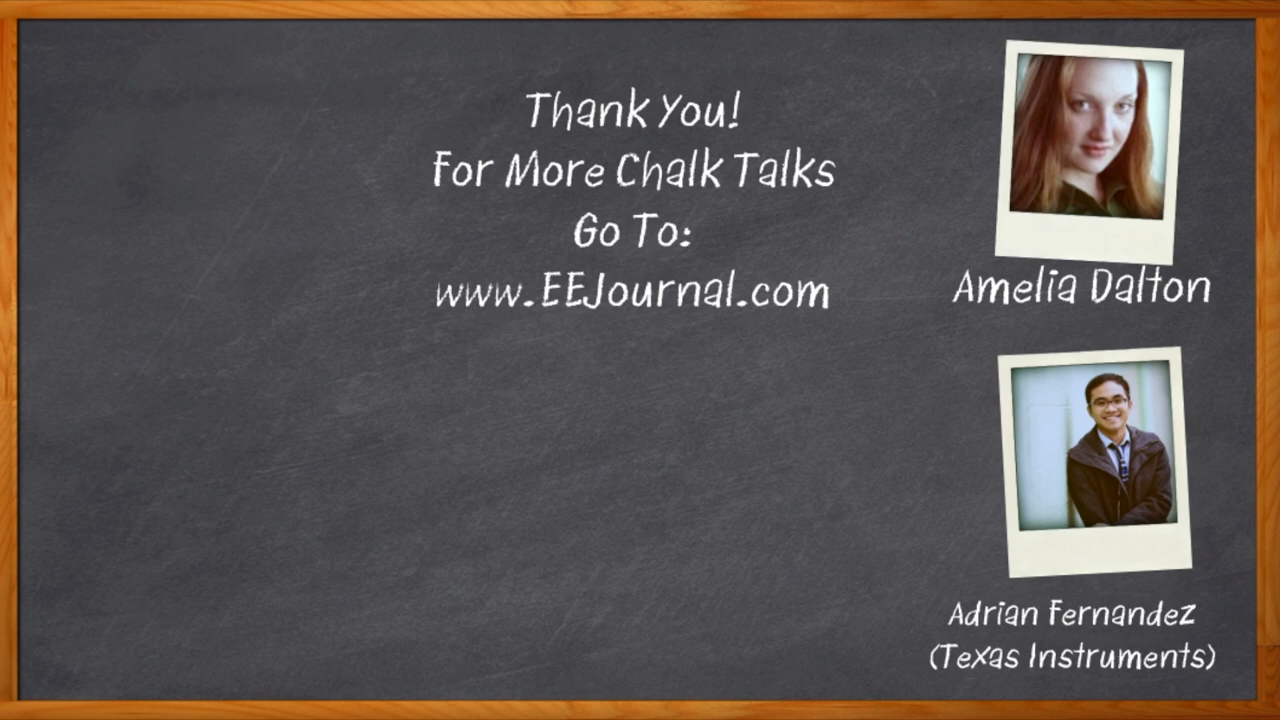 Thank You!
For More Chalk Talks
Go To:
www.EEJournal.com
Amelia Dalton
Adrian Fernandez
(Texas Instruments)